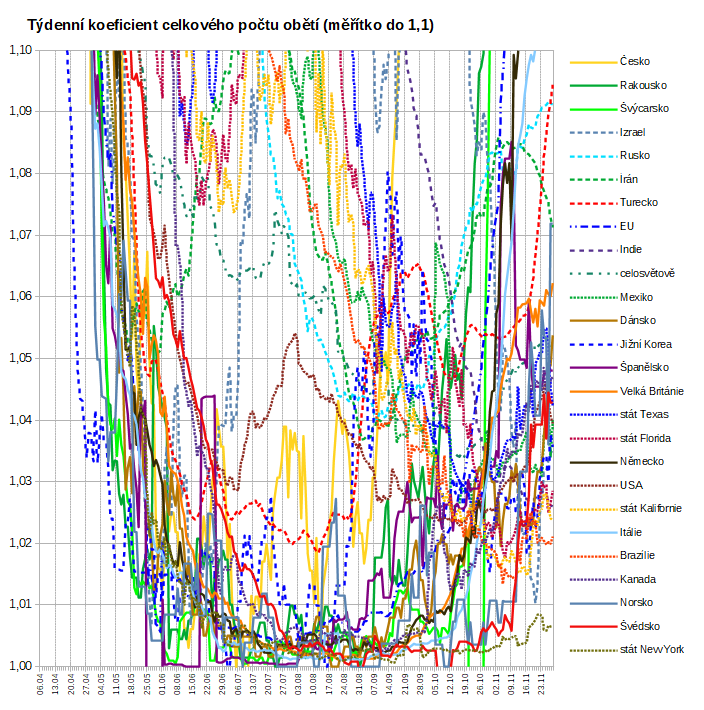 Týdenní koeficient celkového počtu obětí (měřítko do 1,1)
1,10
1,09
1,08
1,07
1,06
1,05
1,04
1,03
1,02
1,01
1,00
06.04
13.04
20.04
27.04
04.05
11.05
18.05
25.05
01.06
08.06
15.06
22.06
29.06
06.07
13.07
20.07
27.07
03.08
10.08
17.08
24.08
31.08
07.09
14.09
21.09
28.09
05.10
12.10
19.10
26.10
02.11
09.11
16.11
23.11
Česko
Rakousko
Švýcarsko
Izrael
Rusko
Irán
Turecko
EU
Indie
celosvětově
Mexiko
Dánsko
Jižní Korea
Španělsko
Velká Británie
stát Texas
stát Florida
Německo
USA
stát Kalifornie
Itálie
Brazílie
Kanada
Norsko
Švédsko
stát NewYork